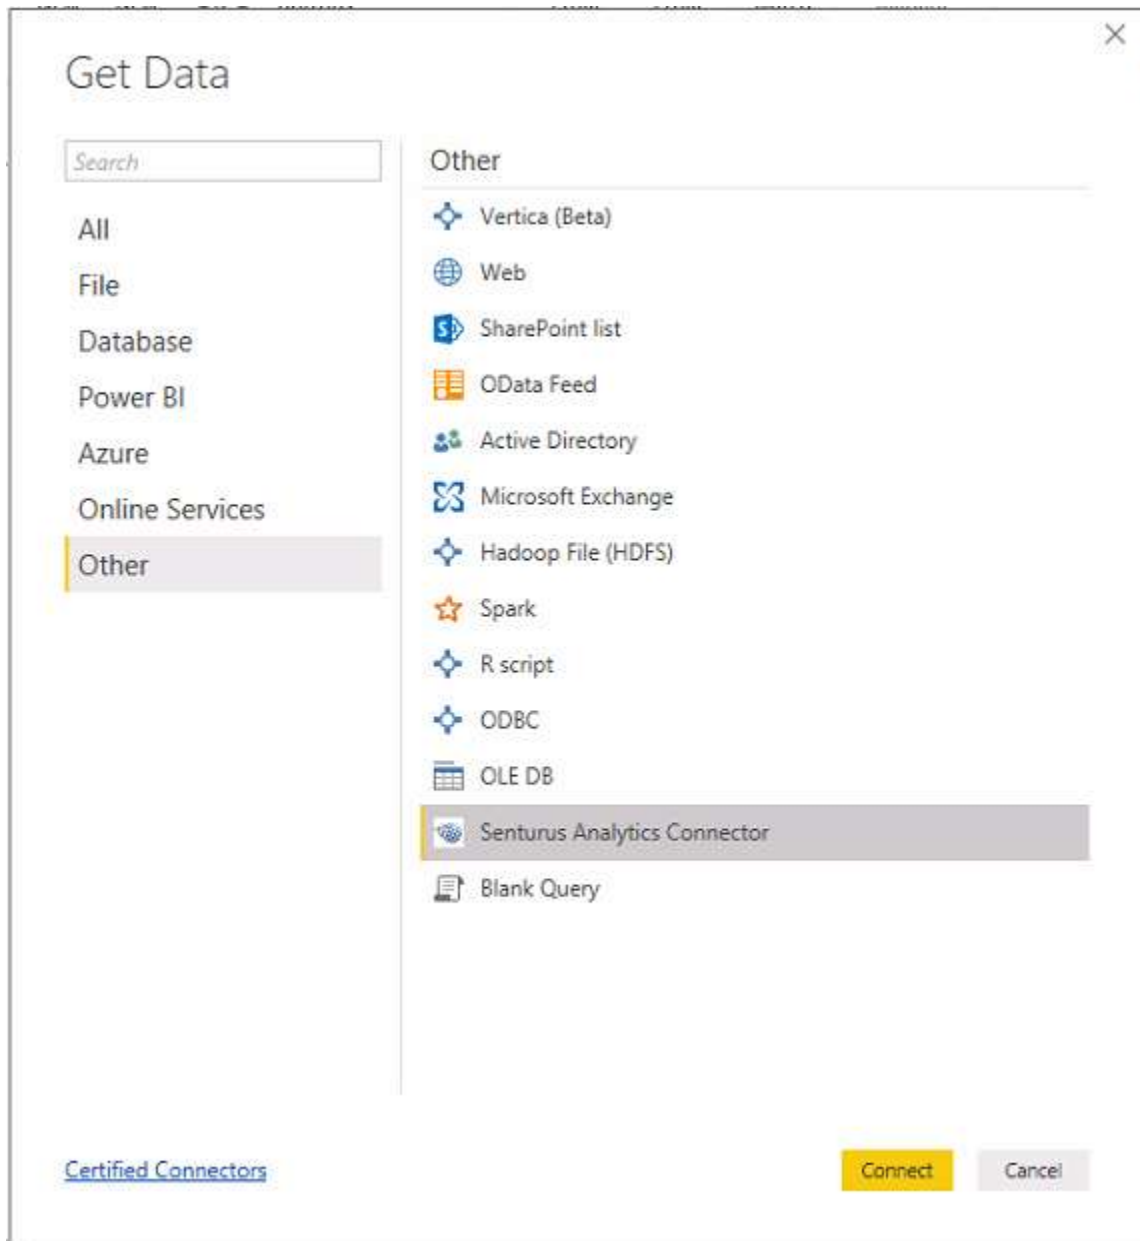 Get Data
Search
All
File
Database
Power BI
Azure
Online Services
Other
Other
Vertica (Beta)
Web
SharePoint list
OData Feed
Active Directory
Microsoft Exchange
Hadoop File (HDFS)
Spark
R script
ODBC
OLE DB
Senturus Analytics Connector
Blank Query
Certified Connectors
Connect
Cancel